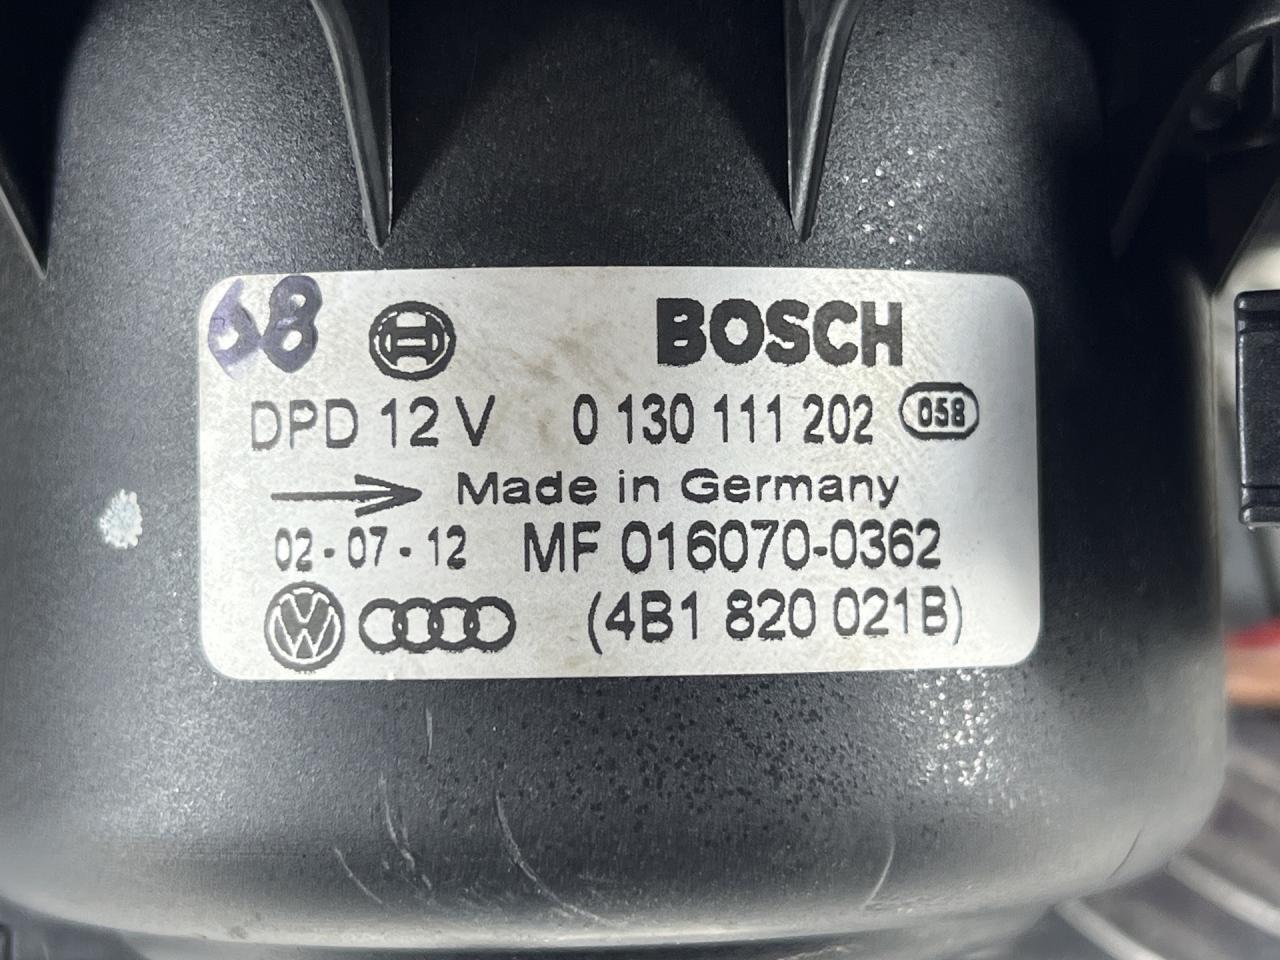 68
BOSCH
DPD 12 V 0 130 111 202 058
Made in Germany
02-07-12 MF 016070-0362
VW (4B1 820 021B)